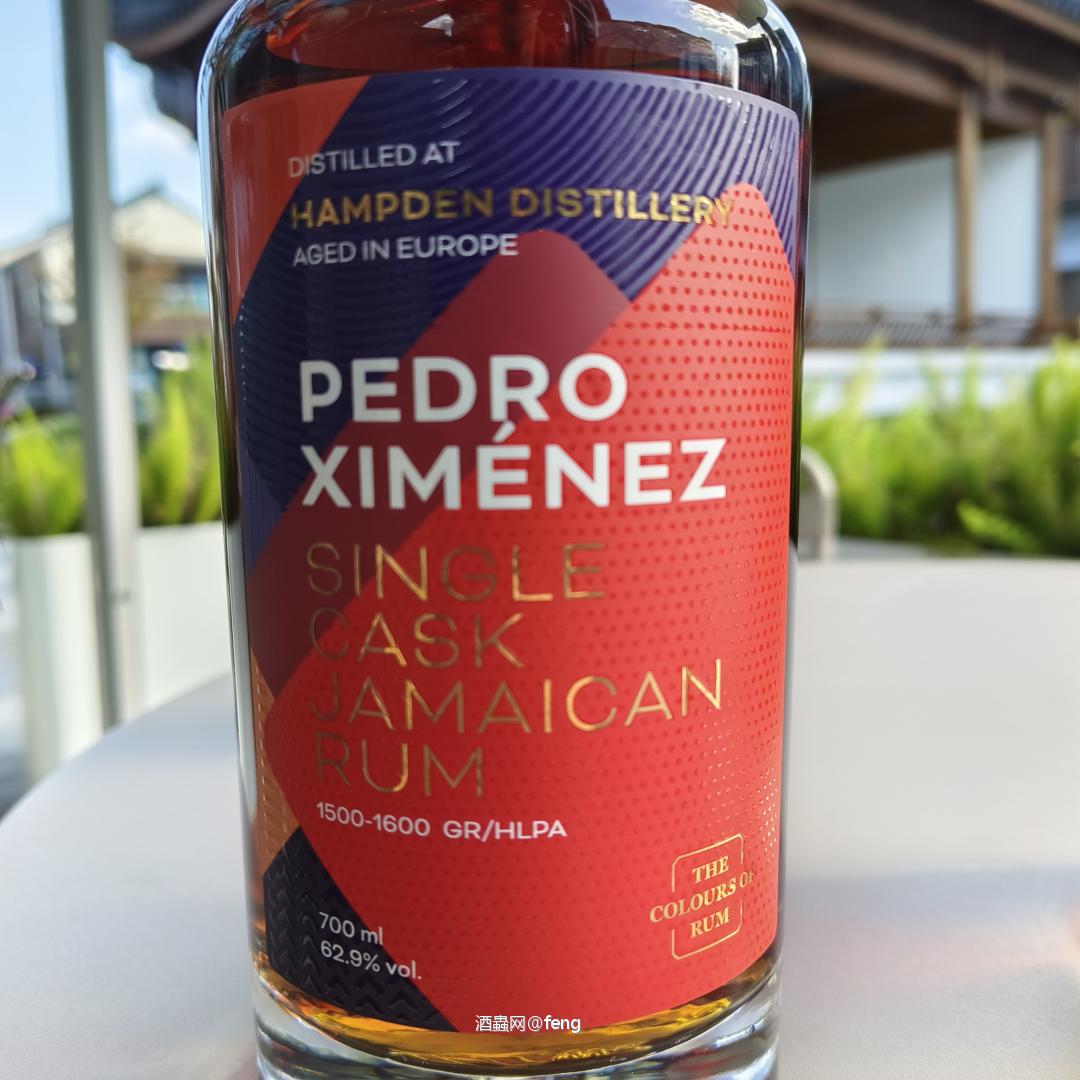 DISTILLED AT
HAMPDEN DISTILLERY
AGED IN EUROPE
PEDRO
XIMÉNEZ
SINGLE
CASK
JAMAICAN
RUM
1500-1600 GR/HLPA
THE
COLOURS OF
RUM
700 ml
62.9% vol.
酒蟲网@feng